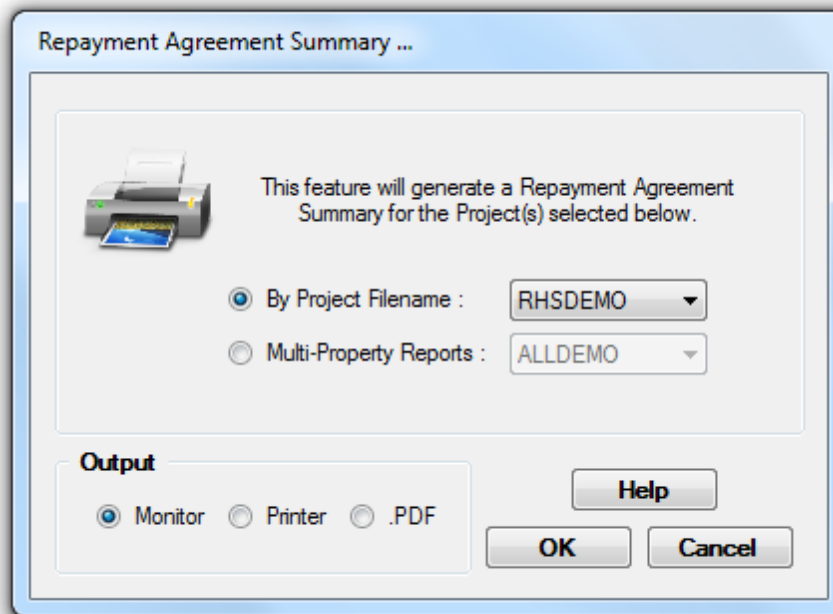 Repayment Agreement Summary ...
This feature will generate a Repayment Agreement
Summary for the Project(s) selected below.
By Project Filename : RHSDEMO
Multi-Property Reports : ALLDEMO
Output
Monitor Printer .PDF
Help
OK Cancel